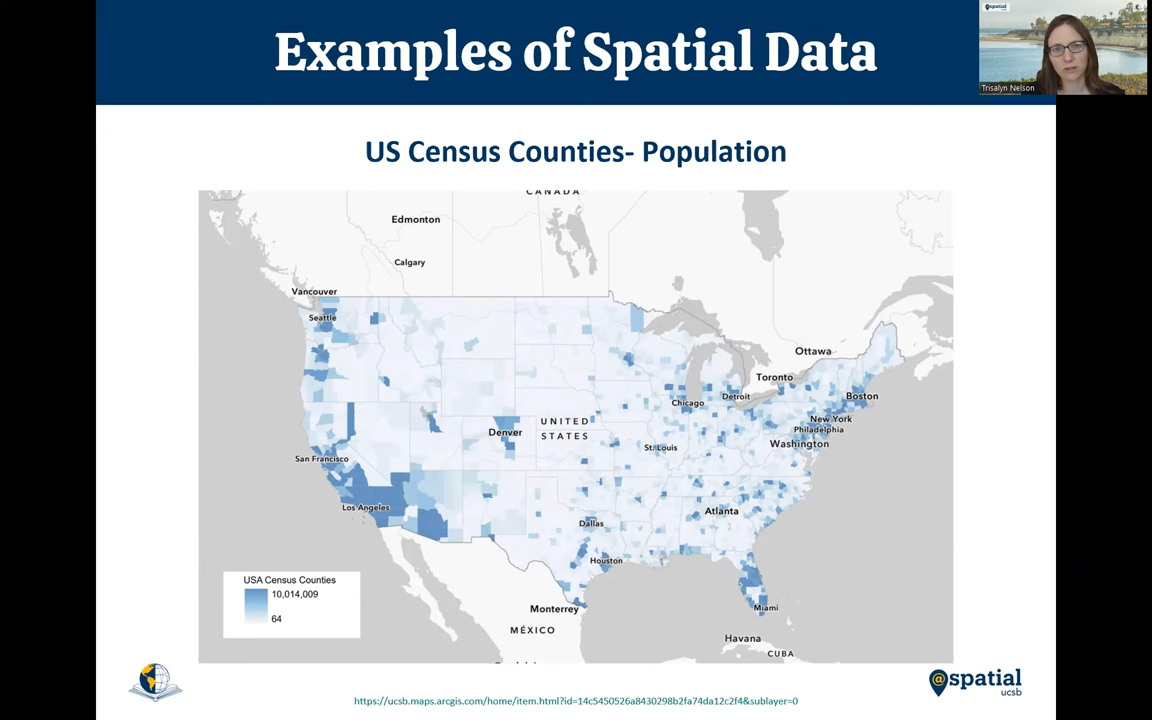 Examples of Spatial Data
@spatial
Trisalyn Nelson
US Census Counties- Population
CANADA
Edmonton
Calgary
Vancouver
Seattle
Ottawa
Toronto
Boston
Detroit
Chicago
New York
Philadelphia
UNITED
STATES
Denver
Washington
St. Louis
San Francisco
Los Angeles
Atlanta
Dallas
Houston
USA Census Counties
10,014,009
64
Monterrey
Miami
MÉXICO
Havana
CUBA
@spatial
ucsb
https://ucsb.maps.arcgis.com/home/item.html?id=14c5450526a8430298b2fa74da12c2f4&sublayer=0